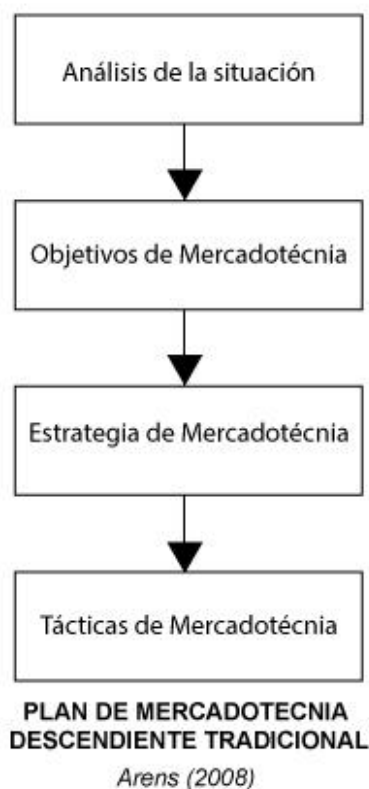 Análisis de la situación
Objetivos de Mercadotécnia
Estrategia de Mercadotécnia
Tácticas de Mercadotécnia
PLAN DE MERCADOTECNIA
DESCENDIENTE TRADICIONAL
Arens (2008)